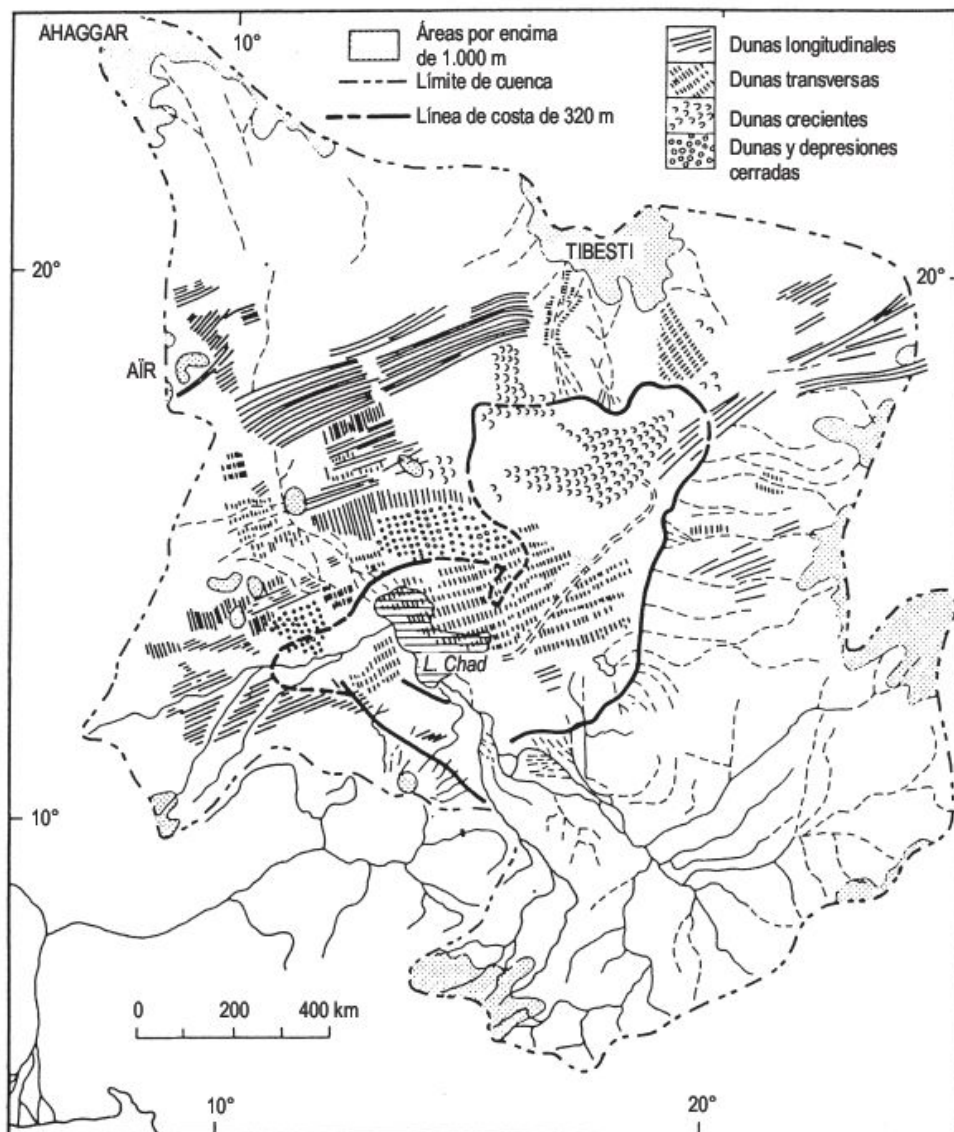 AHAGGAR
10°
Áreas por encima
de 1.000 m
Límite de cuenca
Línea de costa de 320 m
Dunas longitudinales
Dunas transversas
Dunas crecientes
Dunas y depresiones
cerradas
TIBESTI
20°
20°
AÏR
L. Chad
10°
0 200 400 km
10°
20°